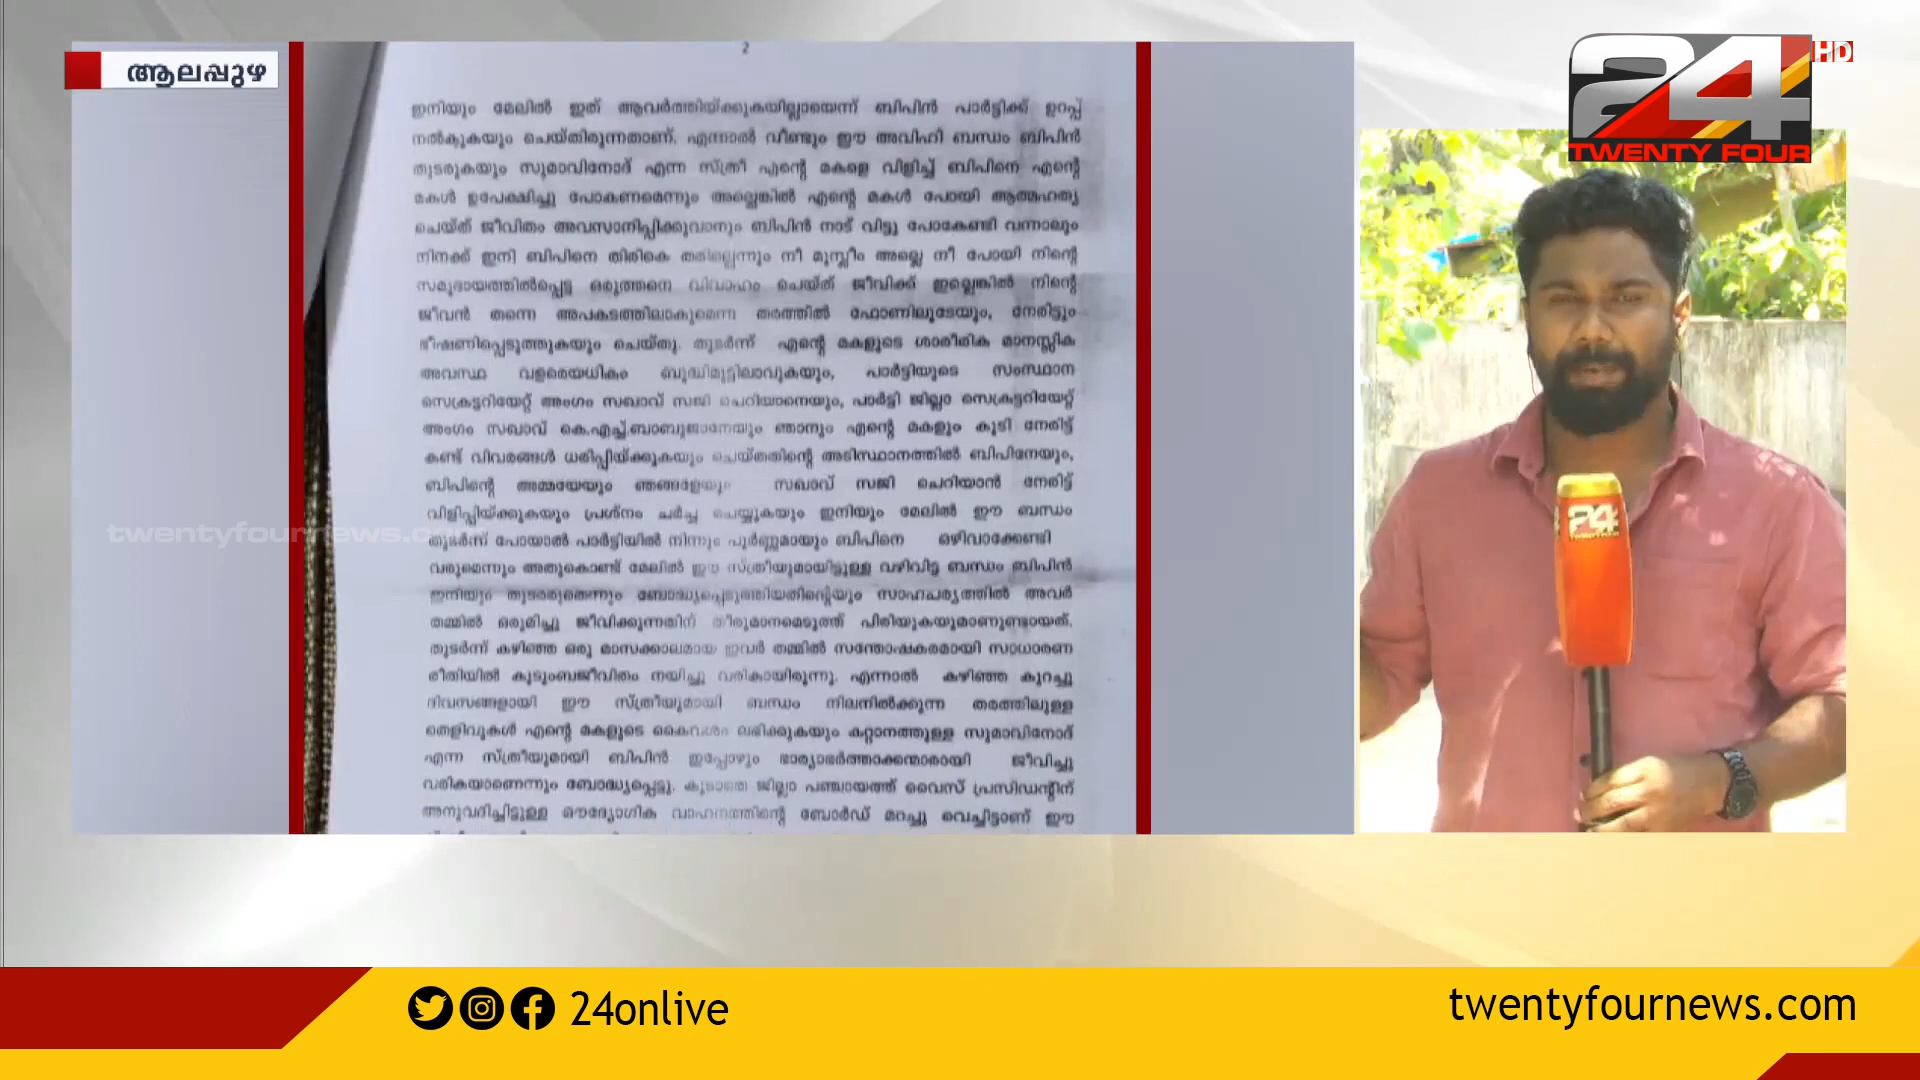 ആലപ്പുഴ
24
HD
TWENTY FOUR
2
ഇനിയും മേലിൽ ഇത് ആവർത്തിയ്ക്കുകയില്ലായെന്ന് ബിപിൻ പാർട്ടിക്ക് ഉറപ്പ്
നൽകുകയും ചെയ്തിരുന്നതാണ്. എന്നാൽ വീണ്ടും ഈ അവിഹി ബന്ധം ബിപിൻ
തുടരുകയും സുമാവിനോദ് എന്ന സ്ത്രീ എന്റെ മകളെ വിളിച്ച് ബിപിനെ എന്റെ
മകൾ ഉപേക്ഷിച്ചു പോകണമെന്നും അല്ലെങ്കിൽ എന്റെ മകൾ പോയി ആത്മഹത്യ
ചെയ്ത് ജീവിതം അവസാനിപ്പിക്കുവാനും ബിപിൻ നാട് വിട്ടു പോകേണ്ടി വന്നാലും
നിനക്ക് ഇനി ബിപിനെ തിരികെ തരില്ലെന്നും നീ മുസ്ലീം അല്ലെ നീ പോയി നിന്റെ
സമുദായത്തിൽപ്പെട്ട ഒരുത്തനെ വിവാഹം ചെയ്ത് ജീവിക്ക് ഇല്ലെങ്കിൽ നിന്റെ
ജീവൻ തന്നെ അപകടത്തിലാകുമെന്ന തരത്തിൽ ഫോണിലൂടേയും, നേരിട്ടും
ഭീഷണിപ്പെടുത്തുകയും ചെയ്തു. തുടർന്ന് എന്റെ മകളുടെ ശാരീരിക മാനസ്സിക
അവസ്ഥ വളരെയധികം ബുദ്ധിമുട്ടിലാവുകയും, പാർട്ടിയുടെ സംസ്ഥാന
സെക്രട്ടറിയേറ്റ് അംഗം സഖാവ് സജി ചെറിയാനെയും, പാർട്ടി ജില്ലാ സെക്രട്ടറിയേറ്റ്
അംഗം സഖാവ് കെ.എച്ച്.ബാബുജാനേയും ഞാനും എന്റെ മകളും കൂടി നേരിട്ട്
കണ്ട് വിവരങ്ങൾ ധരിപ്പിയ്ക്കുകയും ചെയ്തതിന്റെ അടിസ്ഥാനത്തിൽ ബിപിനേയും,
ബിപിന്റെ അമ്മയേയും ഞങ്ങളേയും സഖാവ് സജി ചെറിയാൻ നേരിട്ട്
വിളിപ്പിയ്ക്കുകയും പ്രശ്നം ചർച്ച ചെയ്യുകയും ഇനിയും മേലിൽ ഈ ബന്ധം
തുടർന്ന് പോയാൽ പാർട്ടിയിൽ നിന്നും പൂർണ്ണമായും ബിപിനെ ഒഴിവാക്കേണ്ടി
വരുമെന്നും അതുകൊണ്ട് മേലിൽ ഈ സ്ത്രീയുമായിട്ടുള്ള വഴിവിട്ട ബന്ധം ബിപിൻ
ഇനിയും തുടരരുതെന്നും ബോദ്ധ്യപ്പെടുത്തിയതിന്റെയും സാഹചര്യത്തിൽ അവർ
തമ്മിൽ ഒരുമിച്ചു ജീവിക്കുന്നതിന് തീരുമാനമെടുത്ത് പിരിയുകയുമാണുണ്ടായത്.
തുടർന്ന് കഴിഞ്ഞ ഒരു മാസക്കാലമായ ഇവർ തമ്മിൽ സന്തോഷകരമായി സാധാരണ
രീതിയിൽ കുടുംബജീവിതം നയിച്ചു വരികായിരുന്നു. എന്നാൽ കഴിഞ്ഞ കുറച്ചു
ദിവസങ്ങളായി ഈ സ്ത്രീയുമായി ബന്ധം നിലനിൽക്കുന്ന തരത്തിലുള്ള
തെളിവുകൾ എന്റെ മകളുടെ കൈവശം ലഭിക്കുകയും കറ്റാനത്തുള്ള സുമാവിനോദ്
എന്ന സ്ത്രീയുമായി ബിപിൻ ഇപ്പോഴും ഭാര്യാഭർത്താക്കന്മാരായി ജീവിച്ചു
വരികയാണെന്നും ബോദ്ധ്യപ്പെട്ടു. കൂടാതെ ജില്ലാ പഞ്ചായത്ത് വൈസ് പ്രസിഡന്റിന്
അനുവദിച്ചിട്ടുള്ള ഔദ്യോഗിക വാഹനത്തിന്റെ ബോർഡ് മറച്ചു വെച്ചിട്ടാണ് ഈ
twentyfournews.c
24
24onlive
twentyfournews.com